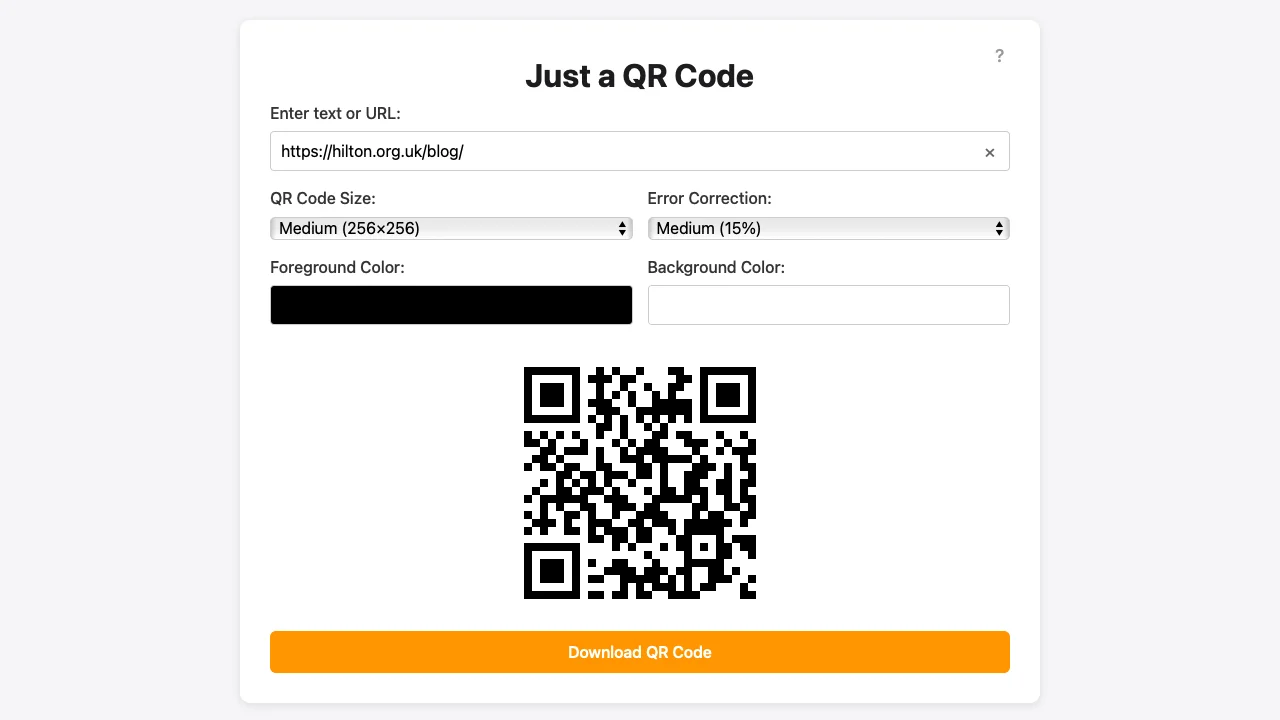 ?
Just a QR Code
Enter text or URL:
https://hilton.org.uk/blog/ ×
QR Code Size: Error Correction:
Medium (256×256) Medium (15%)
Foreground Color: Background Color:
Download QR Code